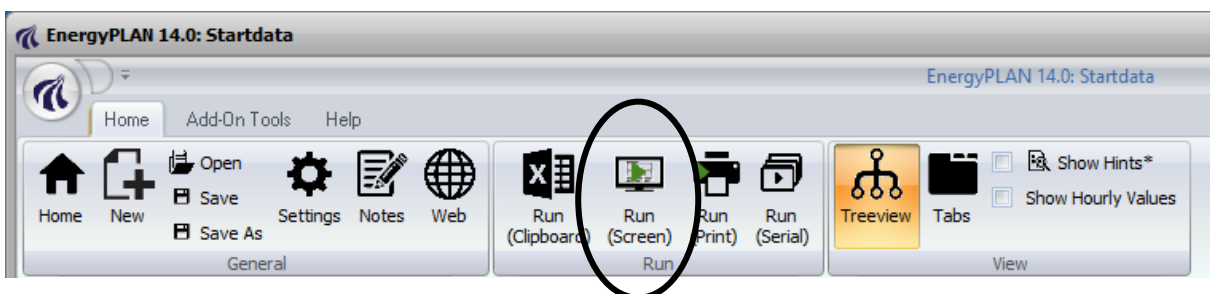 EnergyPLAN 14.0: Startdata
EnergyPLAN 14.0: Startdata
Home Add-On Tools Help
Home
New
Open
Save
Save As
Settings
Notes
Web
General
Run
(Clipboard)
Run
(Screen)
Run
(Print)
Run
(Serial)
Run
Treeview
Tabs
Show Hints*
Show Hourly Values
View